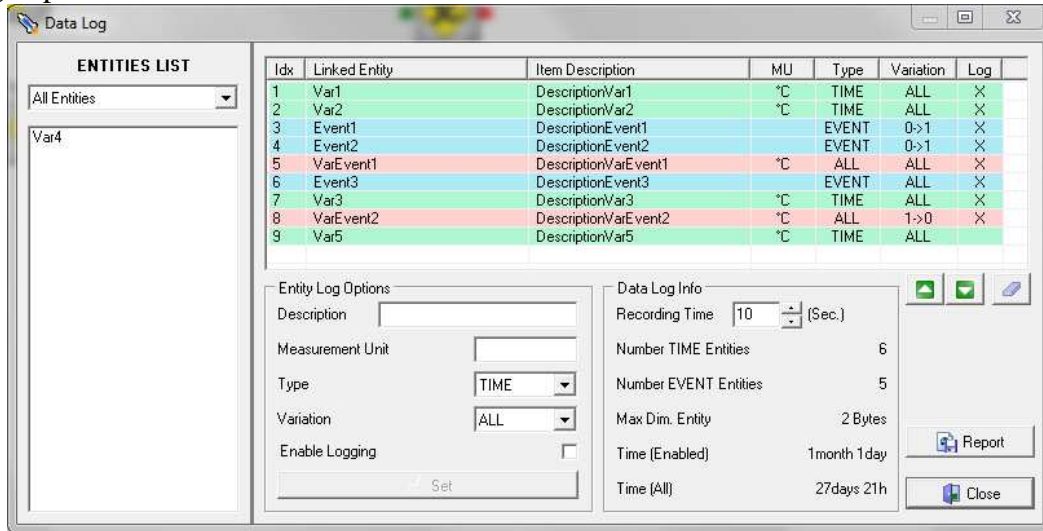 Data Log
ENTITIES LIST
All Entities
Var4
Idx Linked Entity Item Description MU Type Variation Log
1 Var1 DescriptionVar1 °C TIME ALL X
2 Var2 DescriptionVar2 °C TIME ALL X
3 Event1 DescriptionEvent1 EVENT 0->1 X
4 Event2 DescriptionEvent2 EVENT 0->1 X
5 VarEvent1 DescriptionVarEvent1 °C ALL ALL X
6 Event3 DescriptionEvent3 EVENT ALL X
7 Var3 DescriptionVar3 °C TIME ALL X
8 VarEvent2 DescriptionVarEvent2 °C ALL 1->0 X
9 Var5 DescriptionVar5 °C TIME ALL
Entity Log Options
Description
Measurement Unit
Type TIME
Variation ALL
Enable Logging
Set
Data Log Info
Recording Time 10 (Sec.)
Number TIME Entities 6
Number EVENT Entities 5
Max Dim. Entity 2 Bytes
Time (Enabled) 1month 1day
Time (All) 27days 21h
Report
Close